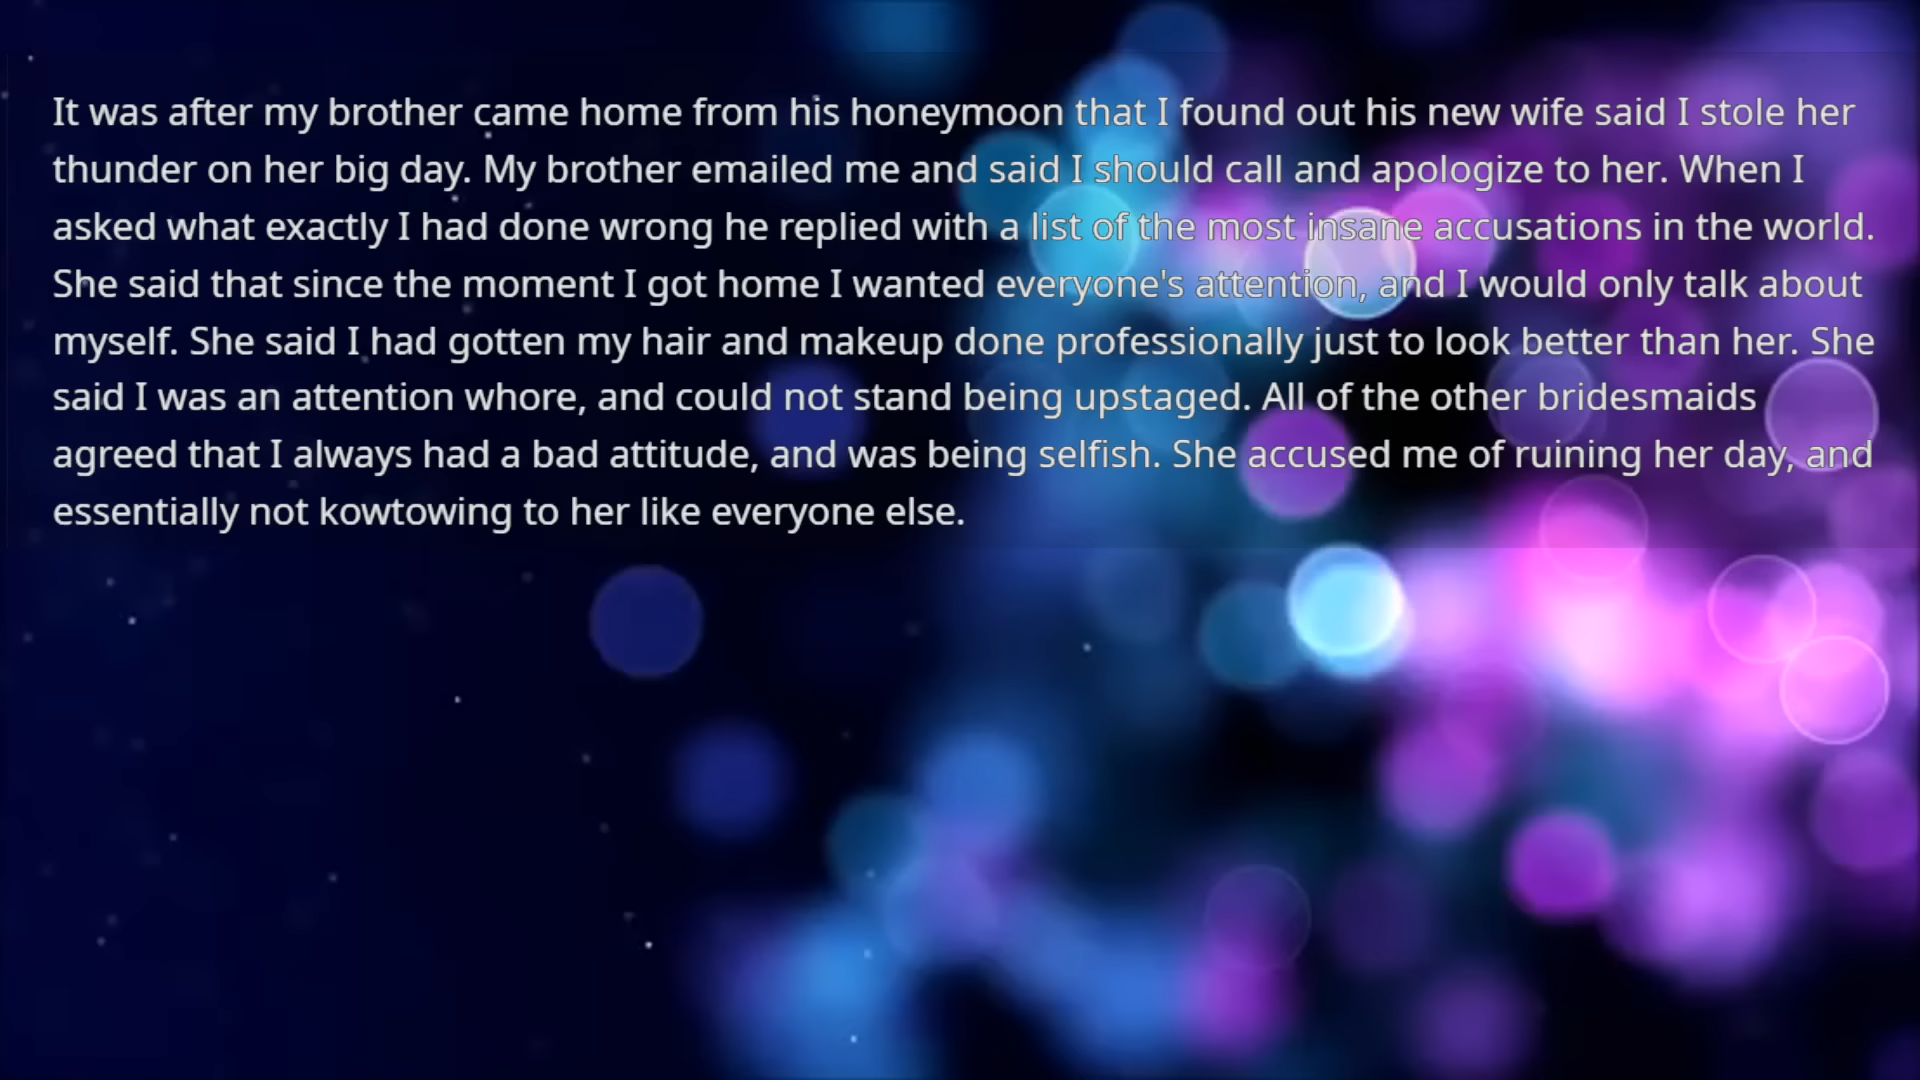 It was after my brother came home from his honeymoon that I found out his new wife said I stole her
thunder on her big day. My brother emailed me and said I should call and apologize to her. When I
asked what exactly I had done wrong he replied with a list of the most insane accusations in the world.
She said that since the moment I got home I wanted everyone's attention, and I would only talk about
myself. She said I had gotten my hair and makeup done professionally just to look better than her. She
said I was an attention whore, and could not stand being upstaged. All of the other bridesmaids
agreed that I always had a bad attitude, and was being selfish. She accused me of ruining her day, and
essentially not kowtowing to her like everyone else.